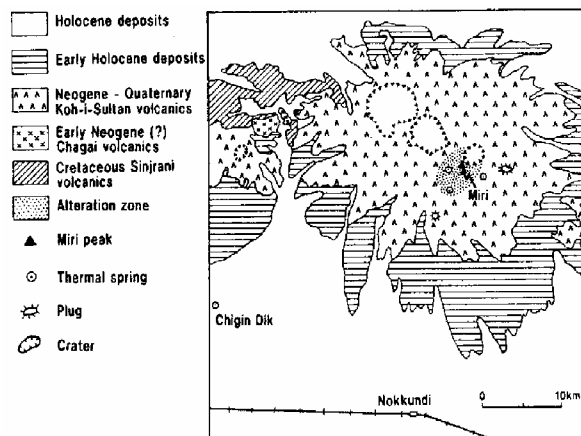 Holocene deposits
Early Holocene deposits
Neogene - Quaternary
Koh-i-Sultan volcanics
Early Neogene (?)
Chagai volcanics
Cretaceous Sinjrani
volcanics
Alteration zone
Miri peak
Thermal spring
Plug
Crater
Plug
Miri
Chigin Dik
Nokkundi
0 10km